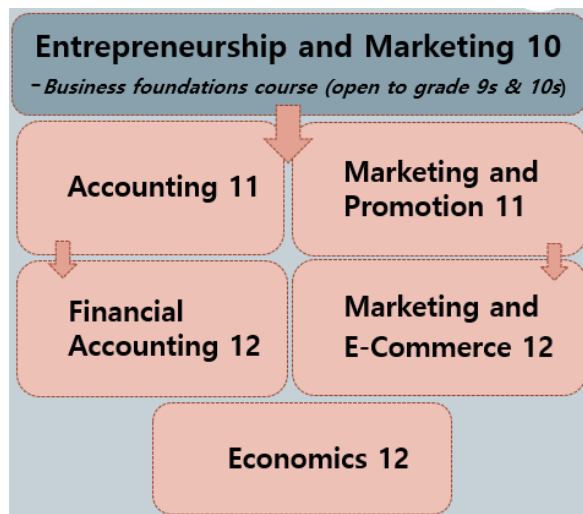 Entrepreneurship and Marketing 10
-Business foundations course (open to grade 9s & 10s)
Accounting 11
Marketing and
Promotion 11
Financial
Accounting 12
Marketing and
E-Commerce 12
Economics 12